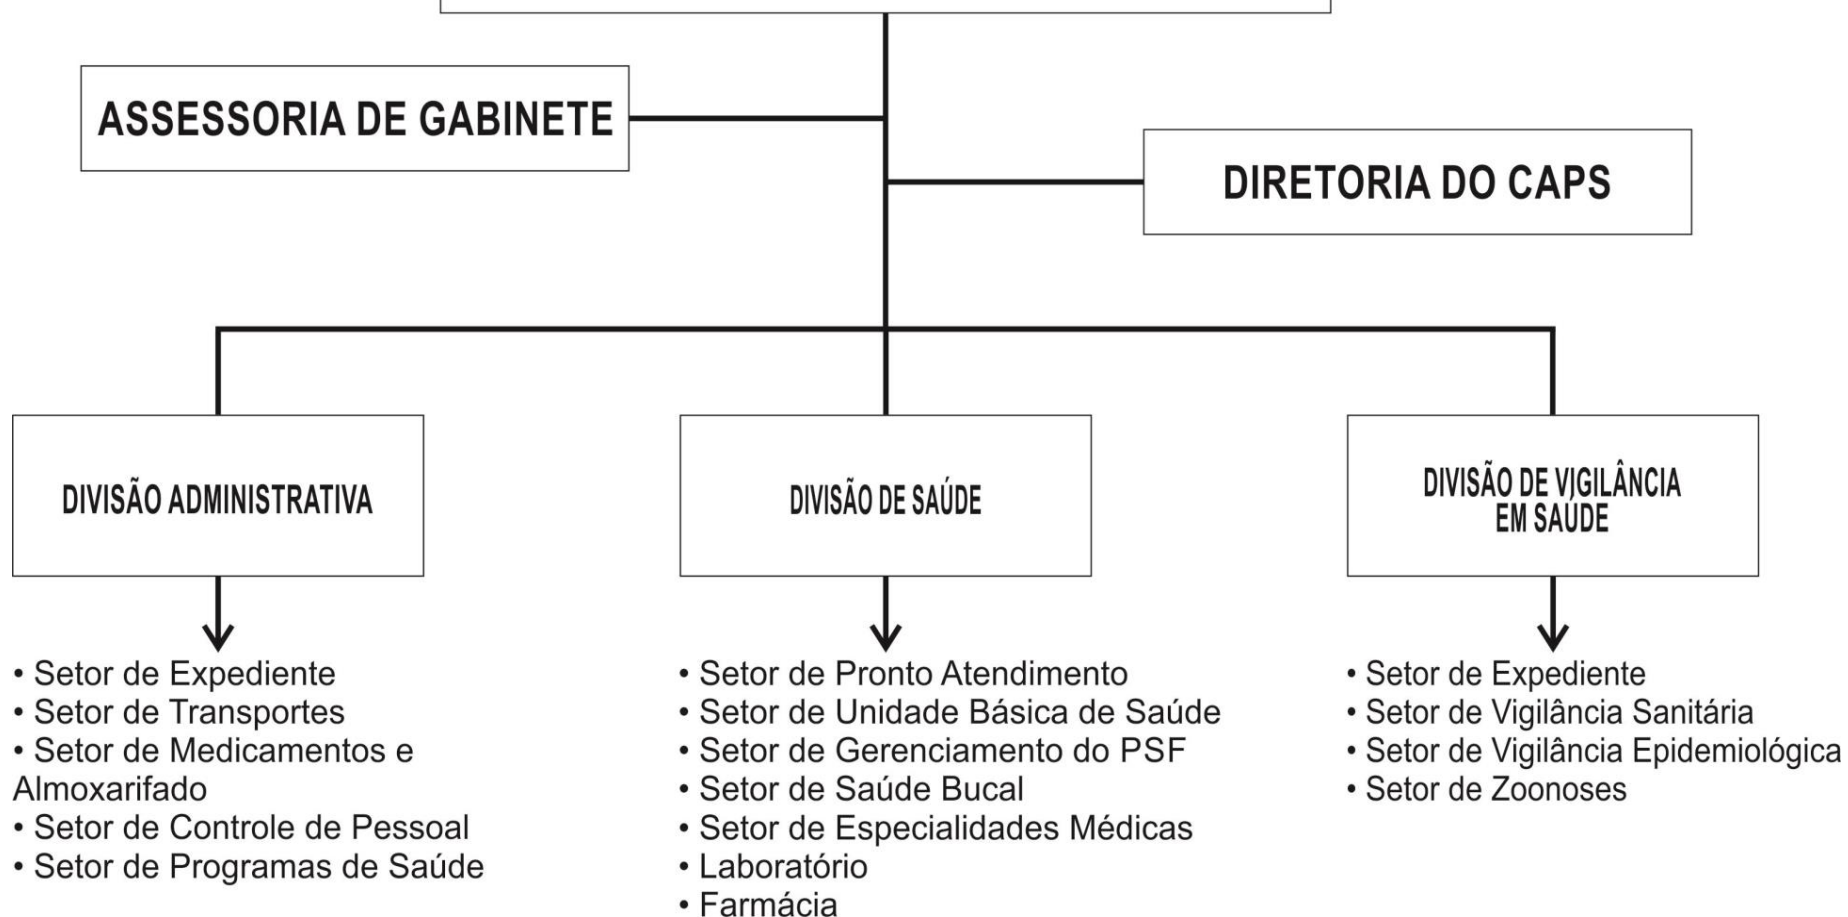 ASSESSORIA DE GABINETE
DIRETORIA DO CAPS
DIVISÃO ADMINISTRATIVA
DIVISÃO DE SAÚDE
DIVISÃO DE VIGILÂNCIA
EM SAÚDE
• Setor de Expediente
• Setor de Transportes
• Setor de Medicamentos e
Almoxarifado
• Setor de Controle de Pessoal
• Setor de Programas de Saúde
• Setor de Pronto Atendimento
• Setor de Unidade Básica de Saúde
• Setor de Gerenciamento do PSF
• Setor de Saúde Bucal
• Setor de Especialidades Médicas
• Laboratório
• Farmácia
• Setor de Expediente
• Setor de Vigilância Sanitária
• Setor de Vigilância Epidemiológica
• Setor de Zoonoses